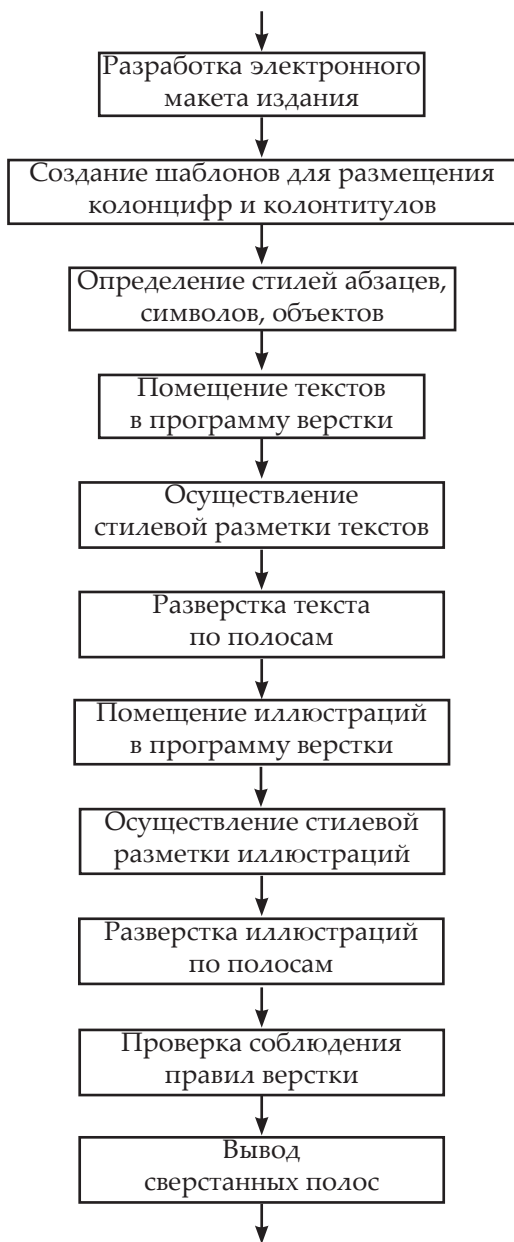 Разработка электронного
макета издания
Создание шаблонов для размещения
колонцифр и колонтитулов
Определение стилей абзацев,
символов, объектов
Помещение текстов
в программу верстки
Осуществление
стилевой разметки текстов
Разверстка текста
по полосам
Помещение иллюстраций
в программу верстки
Осуществление стилевой
разметки иллюстраций
Разверстка иллюстраций
по полосам
Проверка соблюдения
правил верстки
Вывод
сверстанных полос